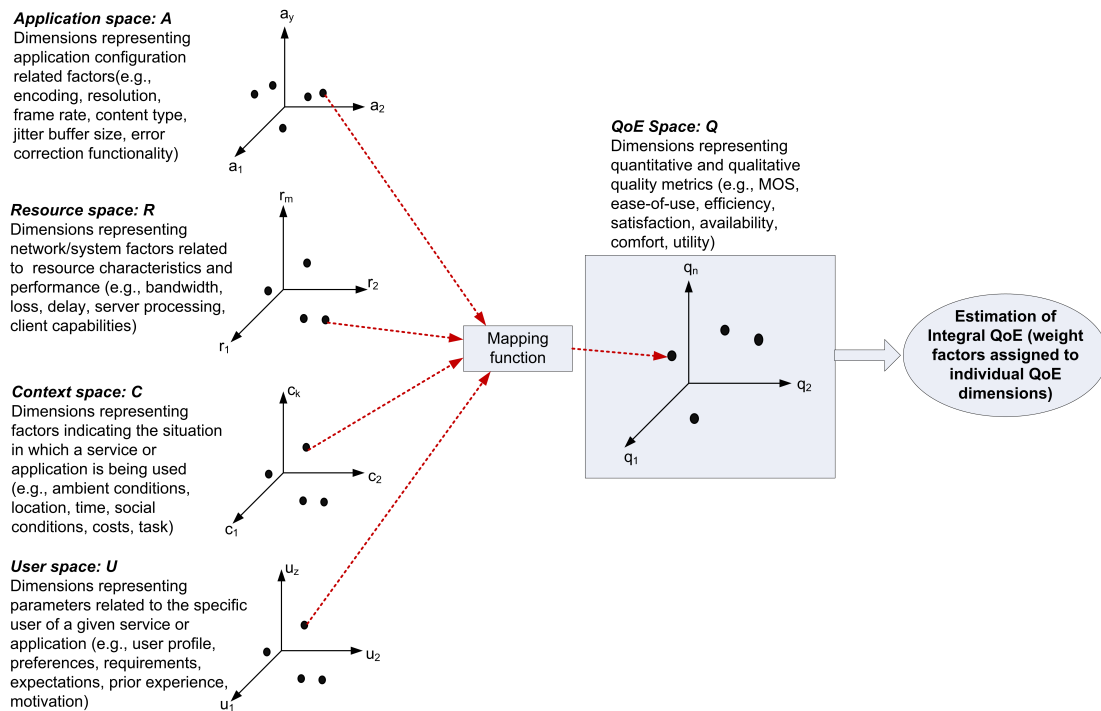 Application space: A
Dimensions representing
application configuration
related factors(e.g.,
encoding, resolution,
frame rate, content type,
jitter buffer size, error
correction functionality)
ay
a2
a1
Resource space: R
Dimensions representing
network/system factors related
to  resource characteristics and
performance (e.g., bandwidth,
loss, delay, server processing,
client capabilities)
rm
r2
r1
Context space: C
Dimensions representing
factors indicating the situation
in which a service or
application is being used
(e.g., ambient conditions,
location, time, social
conditions, costs, task)
ck
c2
c1
User space: U
Dimensions representing
parameters related to the specific
user of a given service or
application (e.g., user profile,
preferences, requirements,
expectations, prior experience,
motivation)
uz
u2
u1
Mapping
function
QoE Space: Q
Dimensions representing
quantitative and qualitative
quality metrics (e.g., MOS,
ease-of-use, efficiency,
satisfaction, availability,
comfort, utility)
qn
q2
q1
Estimation of
Integral QoE (weight
factors assigned to
individual QoE
dimensions)